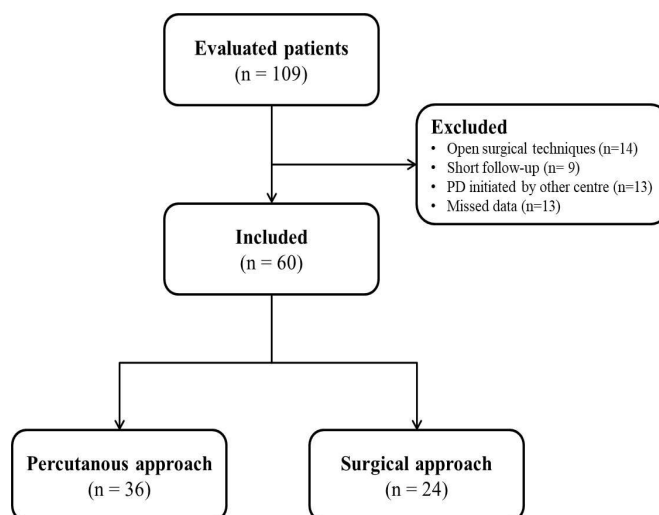 Evaluated patients
(n = 109)
Excluded
• Open surgical techniques (n=14)
• Short follow-up (n= 9)
• PD initiated by other centre (n=13)
• Missed data (n=13)
Included
(n = 60)
Percutanous approach
(n = 36)
Surgical approach
(n = 24)